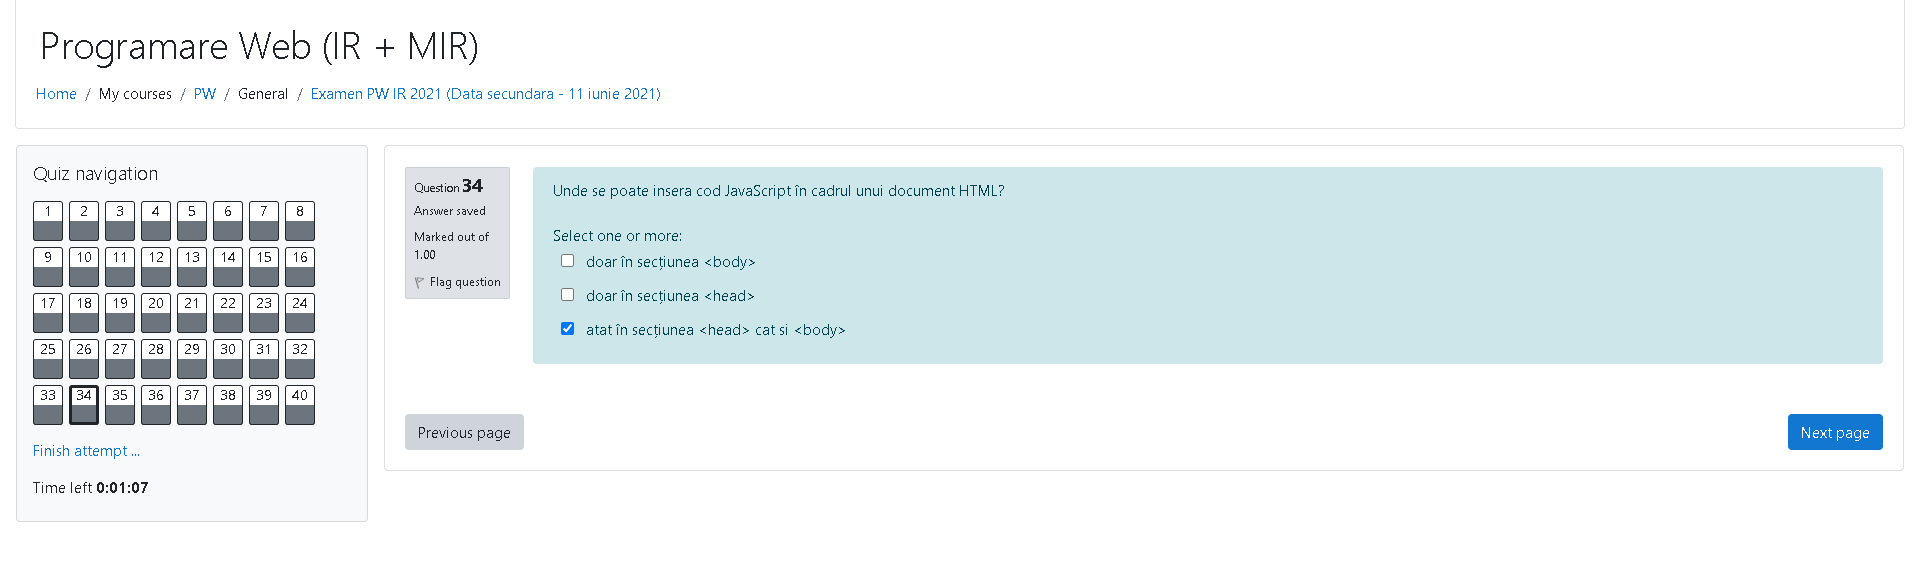 Programare Web (IR + MIR)
Home / My courses / PW / General / Examen PW IR 2021 (Data secundara - 11 iunie 2021)
Quiz navigation
1 2 3 4 5 6 7 8
9 10 11 12 13 14 15 16
17 18 19 20 21 22 23 24
25 26 27 28 29 30 31 32
33 34 35 36 37 38 39 40
Finish attempt ...
Time left 0:01:07
Question 34
Answer saved
Marked out of
1.00
Flag question
Unde se poate insera cod JavaScript în cadrul unui document HTML?
Select one or more:
doar în secțiunea <body>
doar în secțiunea <head>
atat în secțiunea <head> cat si <body>
Previous page
Next page